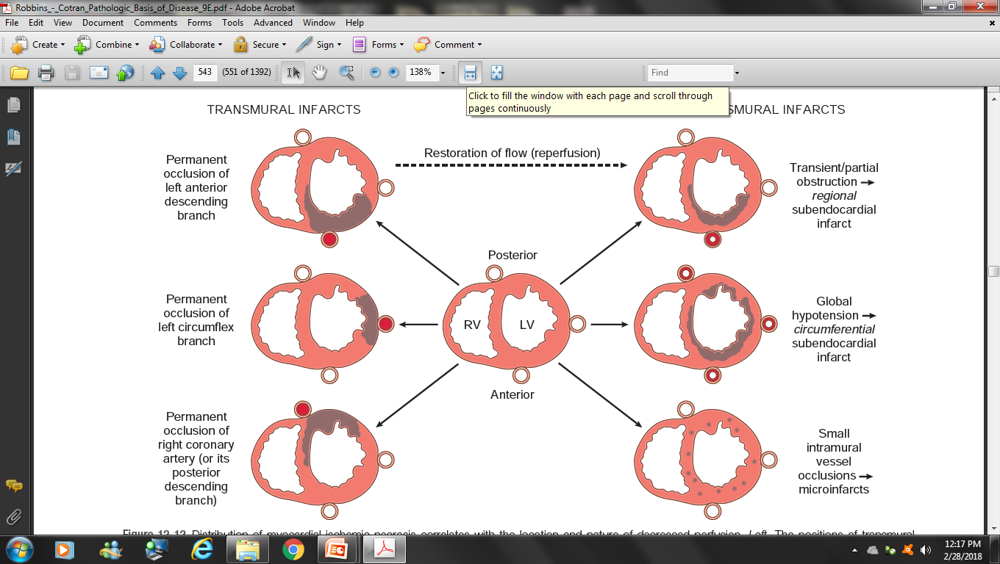 Robbins_-_Cotran_Pathologic_Basis_of_Disease_9E.pdf - Adobe Acrobat
File Edit View Document Comments Forms Tools Advanced Window Help
Create Combine Collaborate Secure Sign Forms Comment
543 (551 of 1392) 138% Find
Click to fill the window with each page and scroll through
pages continuously
TRANSMURAL INFARCTS
SMURAL INFARCTS
Permanent
occlusion of
left anterior
descending
branch
Restoration of flow (reperfusion)
Transient/partial
obstruction →
regional
subendocardial
infarct
Permanent
occlusion of
left circumflex
branch
Posterior
RV LV
Anterior
Global
hypotension →
circumferential
subendocardial
infarct
Permanent
occlusion of
right coronary
artery (or its
posterior
descending
branch)
Small
intramural
vessel
occlusions →
microinfarcts
Figure 12-12 Distribution of myocardial ischemic necrosis correlates with the location and nature of decreased perfusion. Left, The positions of transmural
12:17 PM
2/28/2018